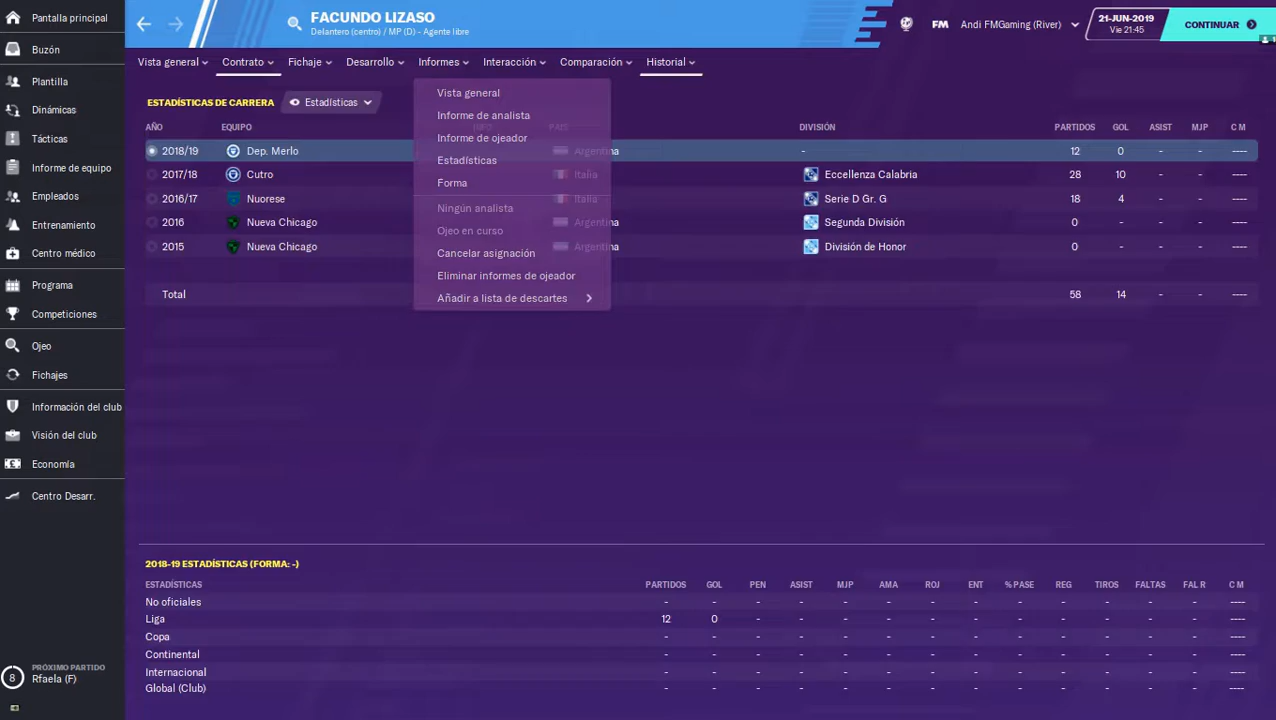 Pantalla principal
Buzón
Plantilla
Dinámicas
Tácticas
Informe de equipo
Empleados
Entrenamiento
Centro médico
Programa
Competiciones
Ojeo
Fichajes
Información del club
Visión del club
Economía
Centro Desarr.
8 PRÓXIMO PARTIDO
Rfaela (F)
FACUNDO LIZASO
Delantero (centro) / MP (D) - Agente libre
FM Andi FMGaming (River)
21-JUN-2019
Vie 21:45
CONTINUAR
Vista general Contrato Fichaje Desarrollo Informes Interacción Comparación Historial
Vista general
Informe de analista
Informe de ojeador
Estadísticas
Forma
Ningún analista
Ojeo en curso
Cancelar asignación
Eliminar informes de ojeador
Añadir a lista de descartes
ESTADÍSTICAS DE CARRERA Estadísticas
AÑO EQUIPO INFO PAÍS DIVISIÓN PARTIDOS GOL ASIST MJP C M
2018/19 Dep. Merlo Argentina - 12 0 - - ----
2017/18 Cutro Italia Eccellenza Calabria 28 10 - - ----
2016/17 Nuorese Italia Serie D Gr. G 18 4 - - ----
2016 Nueva Chicago Argentina Segunda División 0 - - - ----
2015 Nueva Chicago Argentina División de Honor 0 - - - ----
Total 58 14 - - ----
2018-19 ESTADÍSTICAS (FORMA: -)
ESTADÍSTICAS PARTIDOS GOL PEN ASIST MJP AMA ROJ ENT % PASE REG TIROS FALTAS FAL R C M
No oficiales - - - - - - - - - - - - - ----
Liga 12 0 - - - - - - - - - - - ----
Copa - - - - - - - - - - - - - ----
Continental - - - - - - - - - - - - - ----
Internacional - - - - - - - - - - - - - ----
Global (Club) - - - - - - - - - - - - - ----